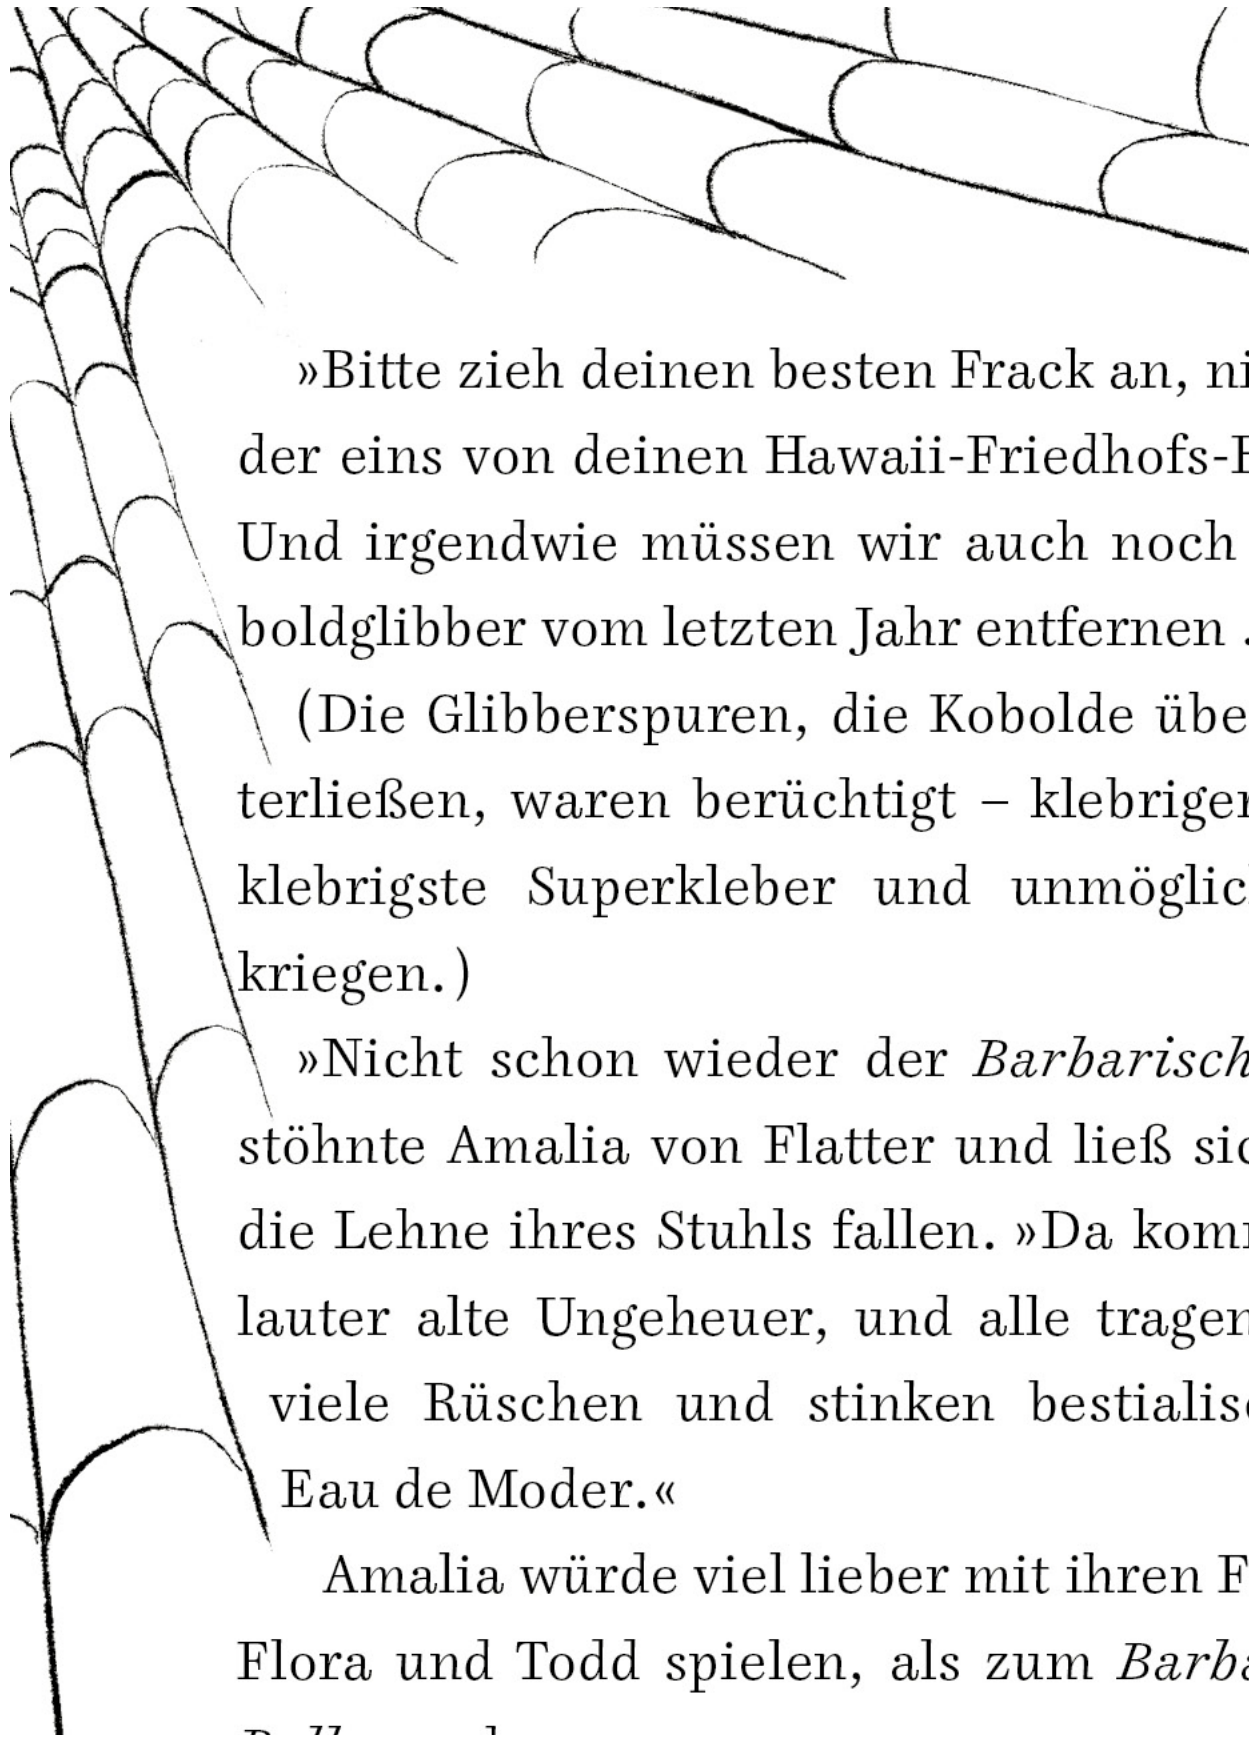 »Bitte zieh deinen besten Frack an, ni
der eins von deinen Hawaii-Friedhofs-
Und irgendwie müssen wir auch noch
boldglibber vom letzten Jahr entfernen .
(Die Glibberspuren, die Kobolde übe
terließen, waren berüchtigt – klebriger
klebrigste Superkleber und unmöglic
kriegen.)
»Nicht schon wieder der Barbarisch
stöhnte Amalia von Flatter und ließ sic
die Lehne ihres Stuhls fallen. »Da kom
lauter alte Ungeheuer, und alle tragen
viele Rüschen und stinken bestialisc
Eau de Moder.«
Amalia würde viel lieber mit ihren F
Flora und Todd spielen, als zum Barba